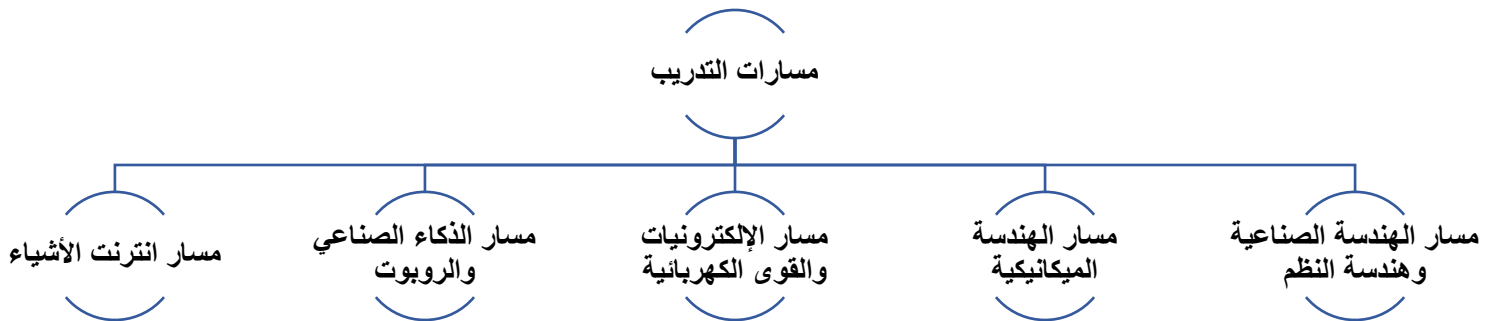 مسارات التدريب
مسار الهندسة الصناعية
وهندسة النظم
مسار الهندسة
الميكانيكية
مسار الإلكترونيات
والقوى الكهربائية
مسار الذكاء الصناعي
والروبوت
مسار انترنت الأشياء